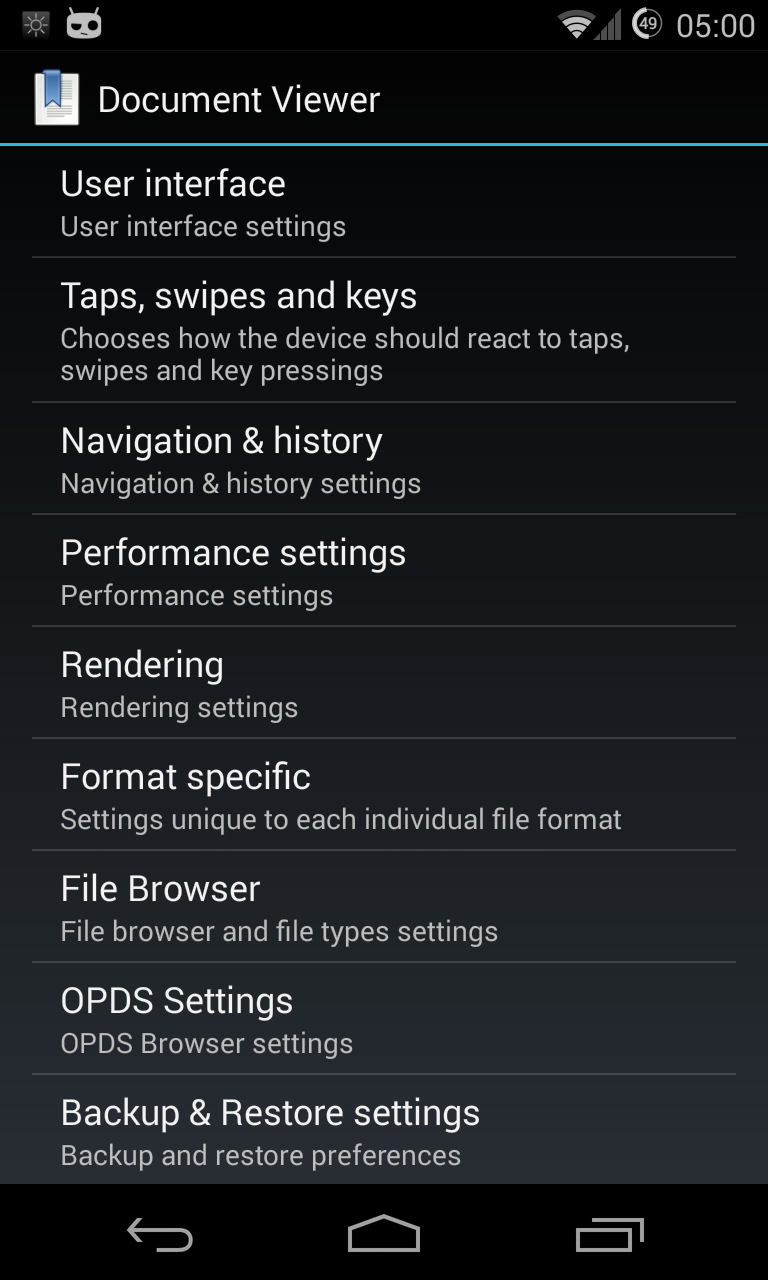 49 05:00
Document Viewer
User interface
User interface settings
Taps, swipes and keys
Chooses how the device should react to taps,
swipes and key pressings
Navigation & history
Navigation & history settings
Performance settings
Performance settings
Rendering
Rendering settings
Format specific
Settings unique to each individual file format
File Browser
File browser and file types settings
OPDS Settings
OPDS Browser settings
Backup & Restore settings
Backup and restore preferences